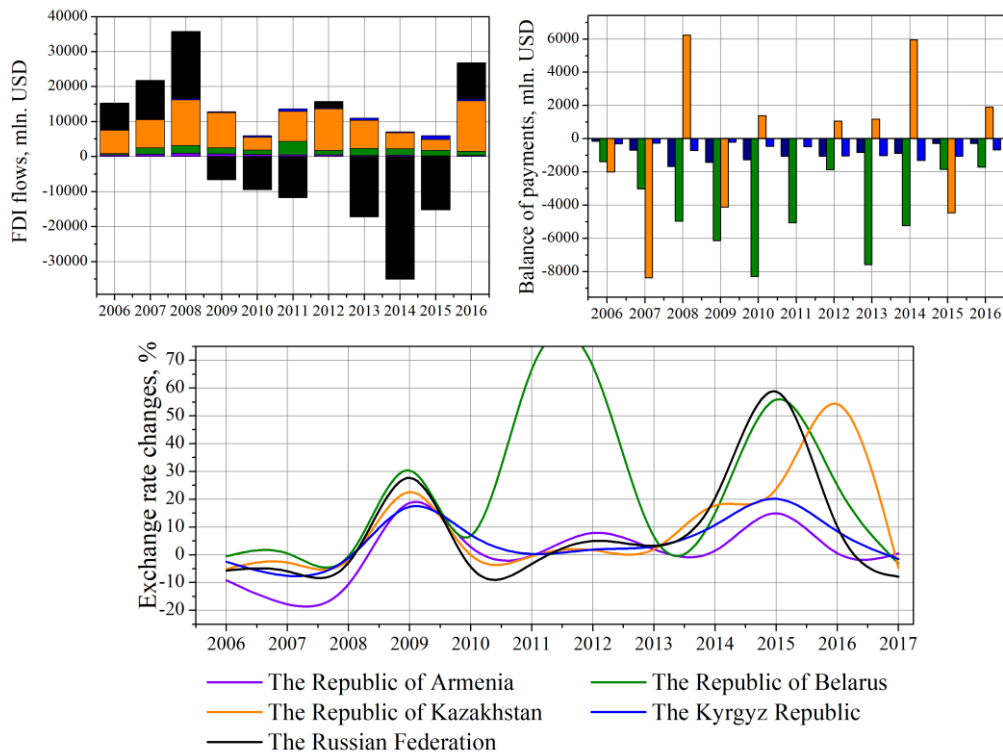 FDI flows, mln. USD
40000
30000
20000
10000
0
-10000
-20000
-30000
2006 2007 2008 2009 2010 2011 2012 2013 2014 2015 2016
Balance of payments, mln. USD
6000
4000
2000
0
-2000
-4000
-6000
-8000
2006 2007 2008 2009 2010 2011 2012 2013 2014 2015 2016
Exchange rate changes, %
70
60
50
40
30
20
10
0
-10
-20
2006 2007 2008 2009 2010 2011 2012 2013 2014 2015 2016 2017
The Republic of Armenia
The Republic of Belarus
The Republic of Kazakhstan
The Kyrgyz Republic
The Russian Federation